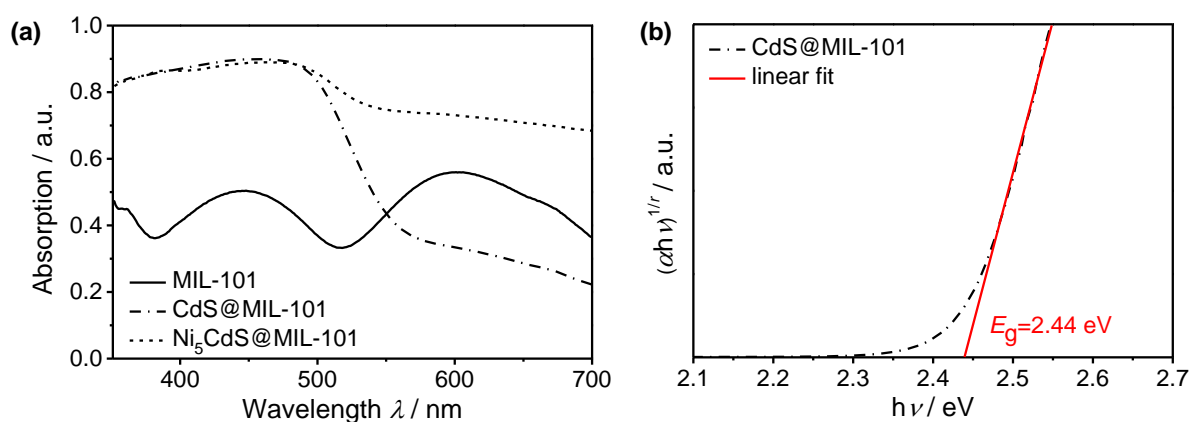 (a)
1.0
0.8
0.6
0.4
0.2
0.0
Absorption / a.u.
MIL-101
CdS@MIL-101
Ni₅CdS@MIL-101
400 500 600 700
Wavelength λ / nm
(b)
CdS@MIL-101
linear fit
(αhν)^1/r / a.u.
E_g=2.44 eV
2.1 2.2 2.3 2.4 2.5 2.6 2.7
hν / eV